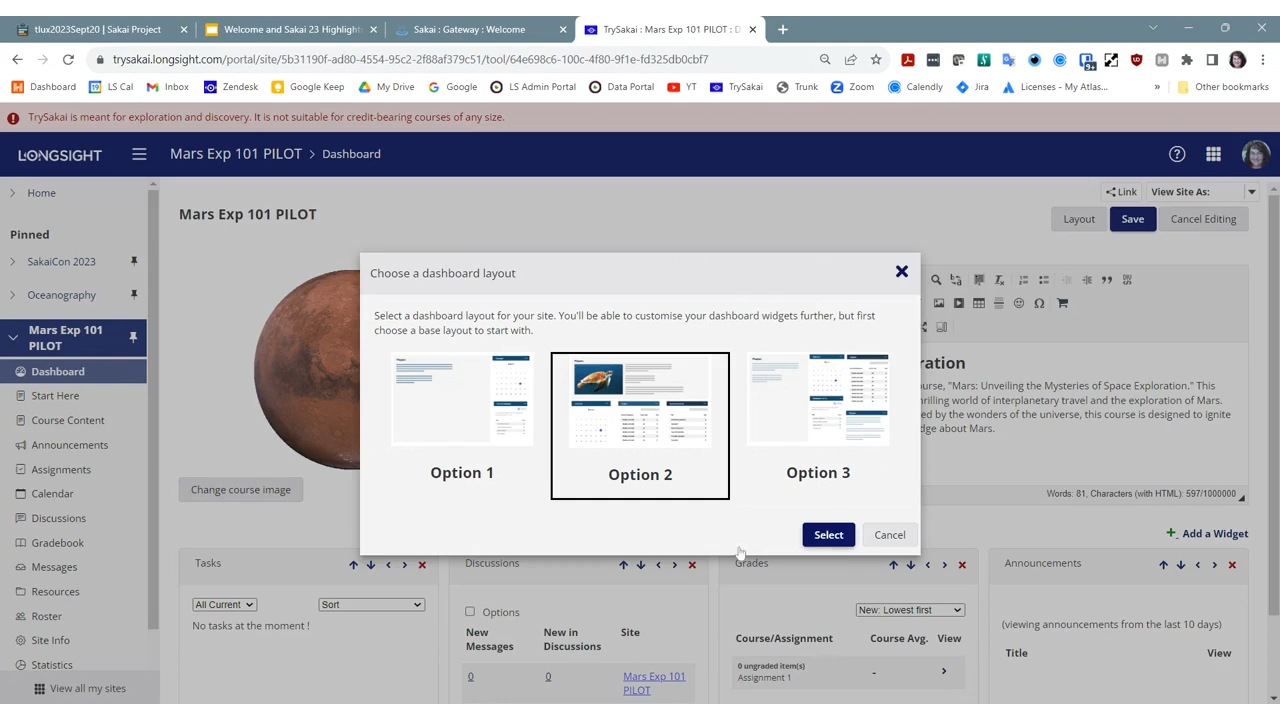 tlux2023Sept20 | Sakai Project
Welcome and Sakai 23 Highlight
Sakai : Gateway : Welcome
TrySakai : Mars Exp 101 PILOT : D
trysakai.longsight.com/portal/site/5b31190f-ad80-4554-95c2-2f88af379c51/tool/64e616c6-100c-4f80-9f1e-fd325db0cbf7
Dashboard
LS Cal
Inbox
Zendesk
Google Keep
My Drive
Google
LS Admin Portal
Data Portal
YT
TrySakai
Trunk
Zoom
Calendly
Jira
Licenses - My Atlas...
»
Other bookmarks
TrySakai is meant for exploration and discovery. It is not suitable for credit-bearing courses of any size.
LONGSIGHT
Mars Exp 101 PILOT > Dashboard
Home
Link
View Site As:
Pinned
Mars Exp 101 PILOT
Layout
Save
Cancel Editing
SakaiCon 2023
Oceanography
Mars Exp 101
PILOT
Dashboard
Start Here
Course Content
Announcements
Assignments
Calendar
Discussions
Gradebook
Messages
Resources
Roster
Site Info
Statistics
View all my sites
Choose a dashboard layout
Select a dashboard layout for your site. You'll be able to customise your dashboard widgets further, but first
choose a base layout to start with.
Option 1
Option 2
Option 3
Select
Cancel
ration
urse, "Mars: Unveiling the Mysteries of Space Exploration." This
hrilling world of interplanetary travel and the exploration of Mars.
ed by the wonders of the universe, this course is designed to ignite
dge about Mars.
Change course image
Words: 81, Characters (with HTML): 597/1000000
Add a Widget
Tasks
All Current
Sort
No tasks at the moment !
Discussions
Options
New
Messages
New in
Discussions
Site
0
0
Mars Exp 101
PILOT
Grades
New: Lowest first
Course/Assignment
Course Avg.
View
0 ungraded item(s)
Assignment 1
-
Announcements
(viewing announcements from the last 10 days)
Title
View